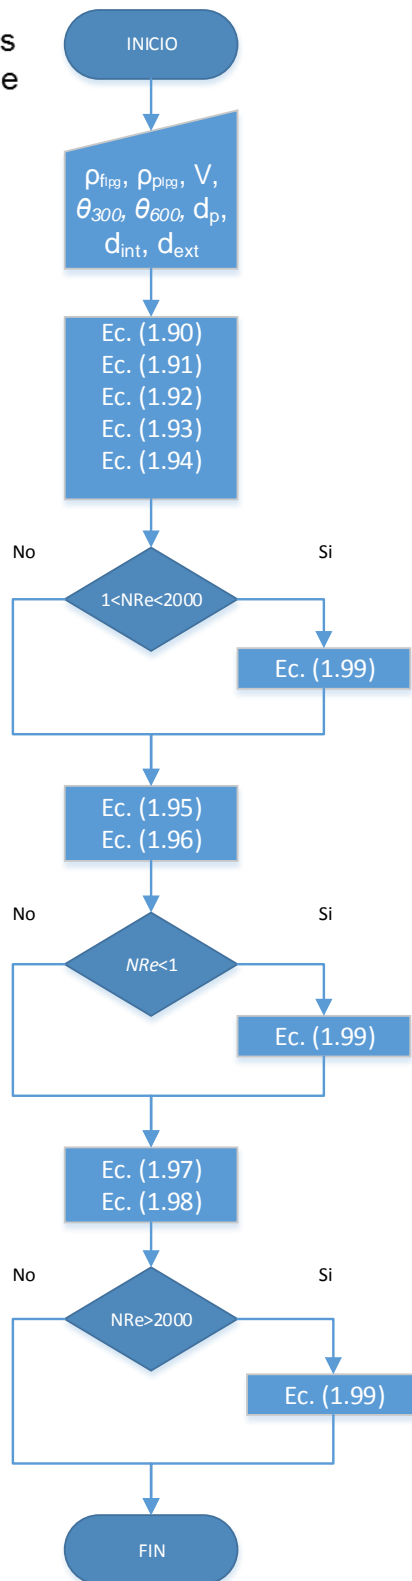 s
e
INICIO
ρflpg, ρplpg, V,
θ300, θ600, dp,
dint, dext
Ec. (1.90)
Ec. (1.91)
Ec. (1.92)
Ec. (1.93)
Ec. (1.94)
No
Si
1<NRe<2000
Ec. (1.99)
Ec. (1.95)
Ec. (1.96)
No
Si
NRe<1
Ec. (1.99)
Ec. (1.97)
Ec. (1.98)
No
Si
NRe>2000
Ec. (1.99)
FIN